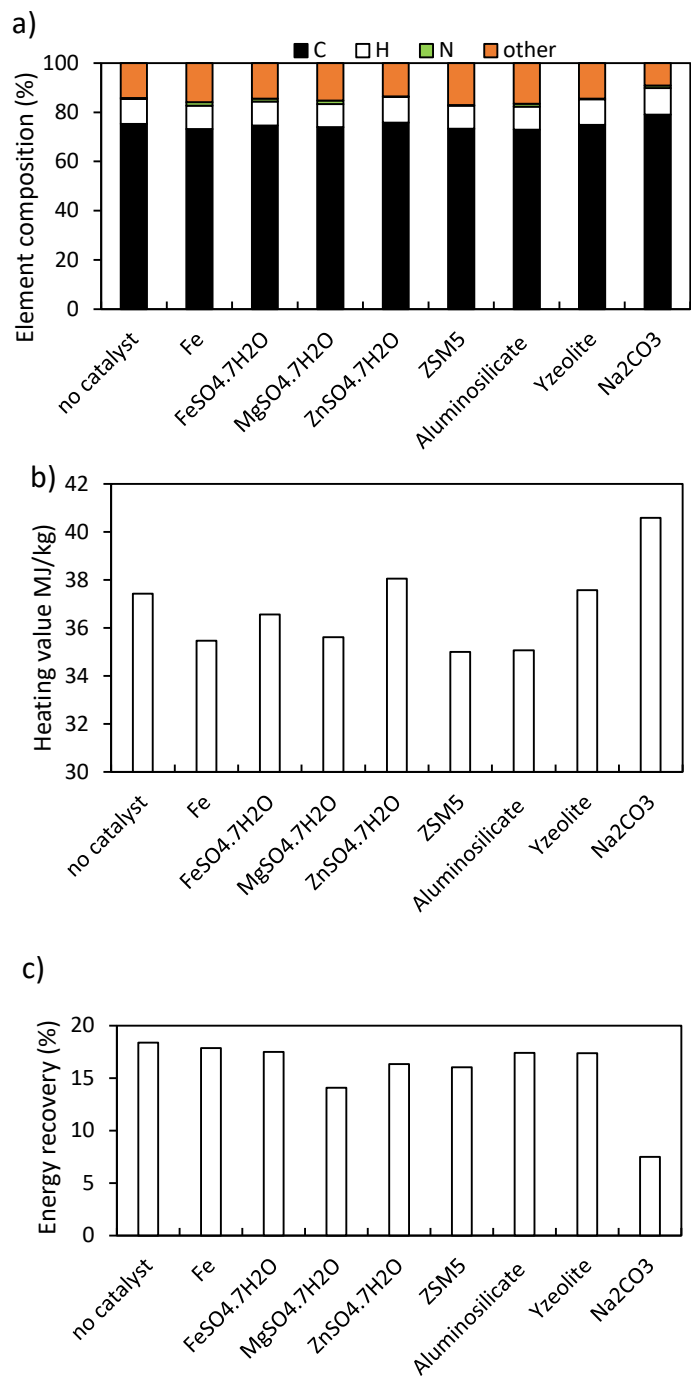 a)
C H N other
Element composition (%)
100
80
60
40
20
0
no catalyst
Fe
FeSO4.7H2O
MgSO4.7H2O
ZnSO4.7H2O
ZSM5
Aluminosilicate
Yzeolite
Na2CO3
b)
Heating value MJ/kg
42
40
38
36
34
32
30
no catalyst
Fe
FeSO4.7H2O
MgSO4.7H2O
ZnSO4.7H2O
ZSM5
Aluminosilicate
Yzeolite
Na2CO3
c)
Energy recovery (%)
20
15
10
5
0
no catalyst
Fe
FeSO4.7H2O
MgSO4.7H2O
ZnSO4.7H2O
ZSM5
Aluminosilicate
Yzeolite
Na2CO3